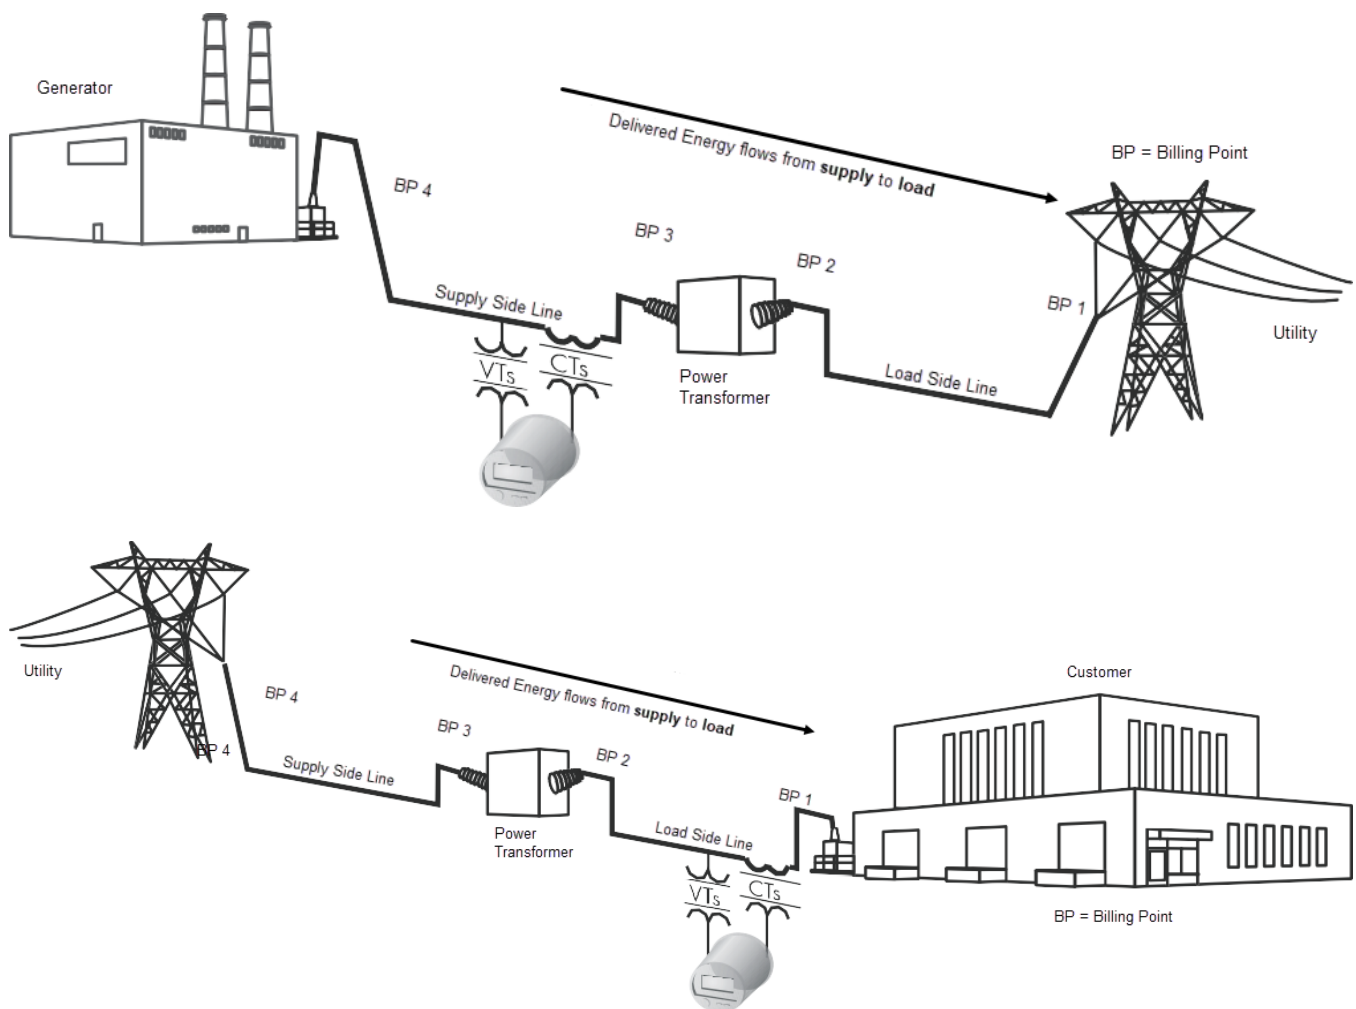 Generator
Delivered Energy flows from supply to load
BP = Billing Point
BP 4
BP 3
BP 2
BP 1
Supply Side Line
Utility
VTs
CTs
Power
Transformer
Load Side Line
Utility
Delivered Energy flows from supply to load
Customer
BP 4
BP 4
BP 3
BP 2
BP 1
Supply Side Line
Power
Transformer
Load Side Line
VTs
CTs
BP = Billing Point